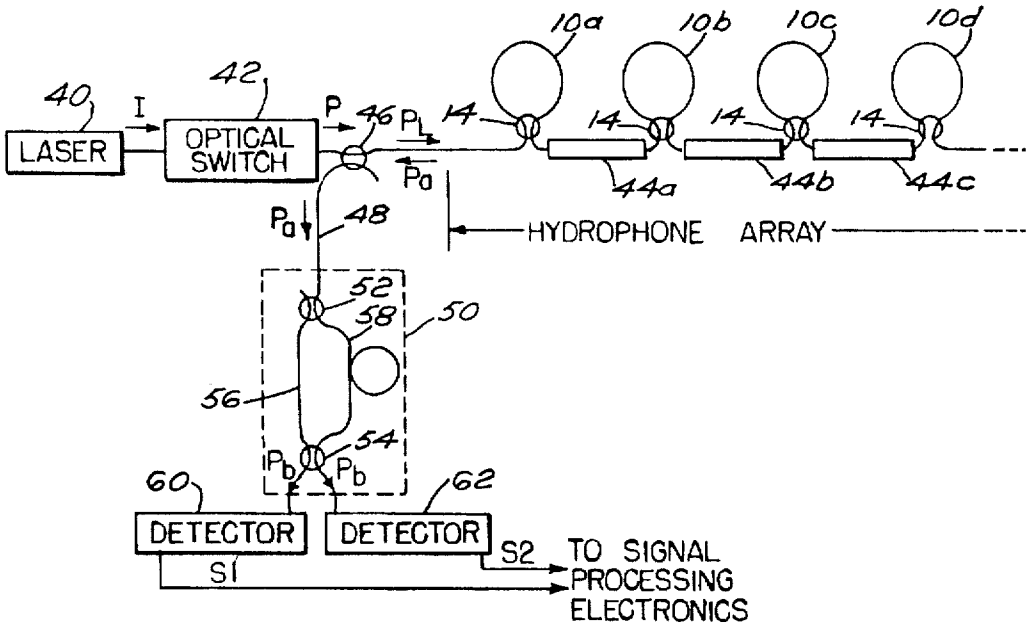 10a 10b 10c 10d
40 I 42 P 46 PL 14 14 14 14
LASER OPTICAL SWITCH
Pa 44a 44b 44c
Pa 48 HYDROPHONE ARRAY
52
58 50
56
54
Pb Pb
60 62
DETECTOR DETECTOR
S1 S2 TO SIGNAL
PROCESSING
ELECTRONICS